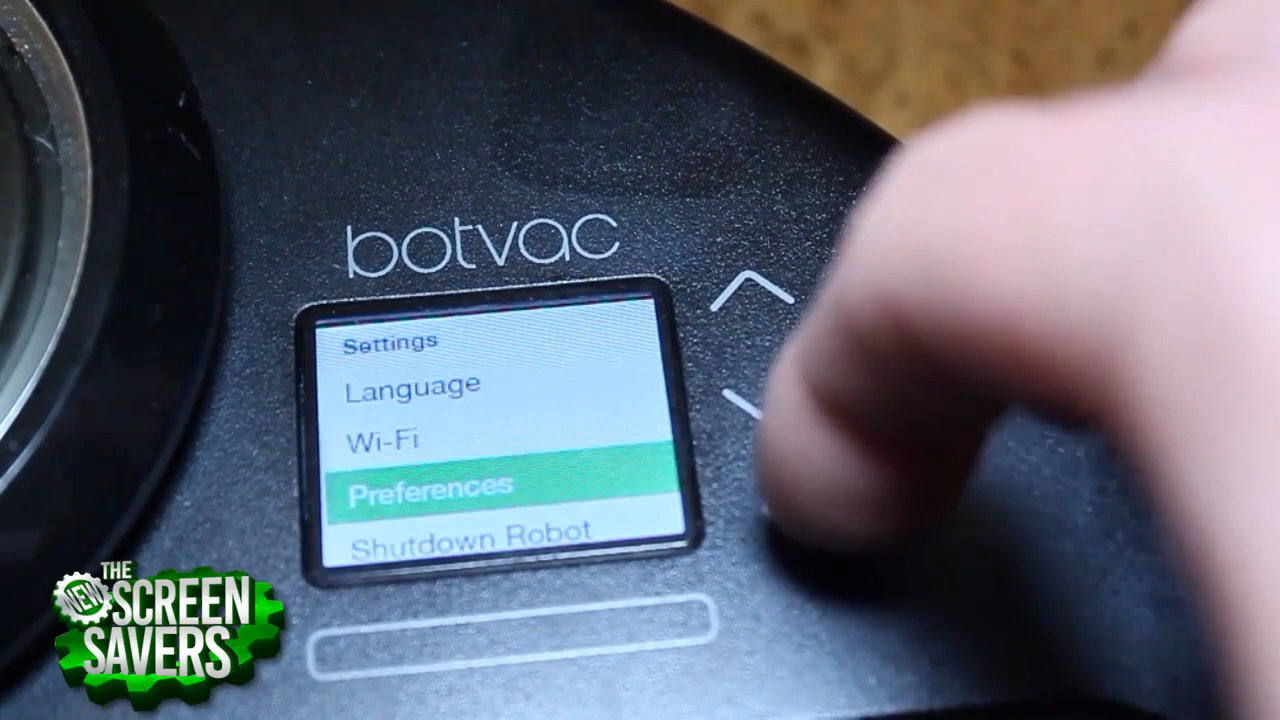 botvac
Settings
Language
Wi-Fi
Preferences
Shutdown Robot
THE
NEW
SCREEN
SAVERS